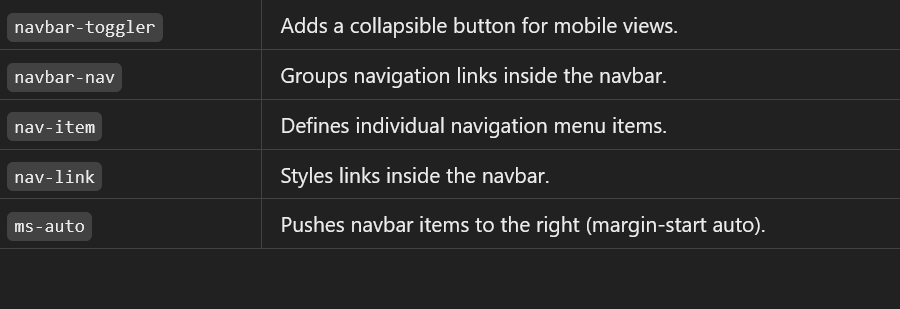 navbar-toggler Adds a collapsible button for mobile views.
navbar-nav Groups navigation links inside the navbar.
nav-item Defines individual navigation menu items.
nav-link Styles links inside the navbar.
ms-auto Pushes navbar items to the right (margin-start auto).